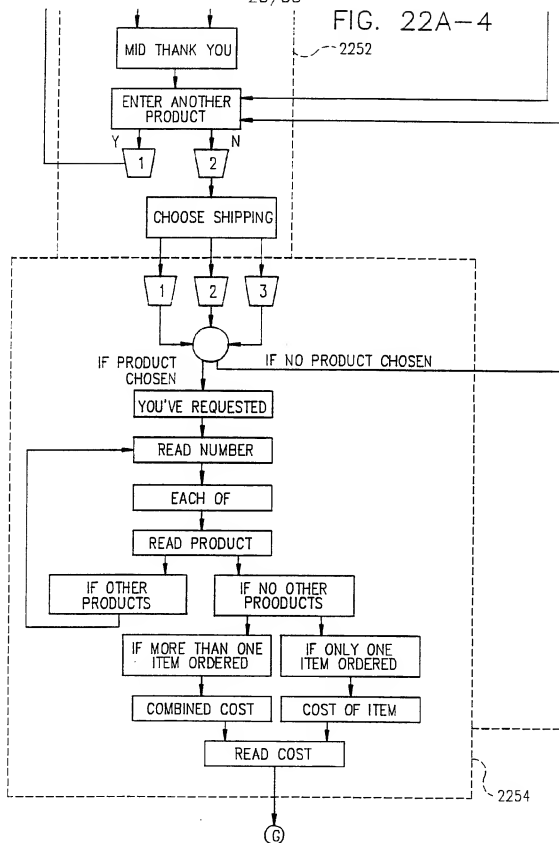 FIG. 22A-4
MID THANK YOU
2252
ENTER ANOTHER
PRODUCT
Y
N
1
2
CHOOSE SHIPPING
1
2
3
IF PRODUCT
CHOSEN
IF NO PRODUCT CHOSEN
YOU'VE REQUESTED
READ NUMBER
EACH OF
READ PRODUCT
IF OTHER
PRODUCTS
IF NO OTHER
PROODUCTS
IF MORE THAN ONE
ITEM ORDERED
IF ONLY ONE
ITEM ORDERED
COMBINED COST
COST OF ITEM
READ COST
2254
G